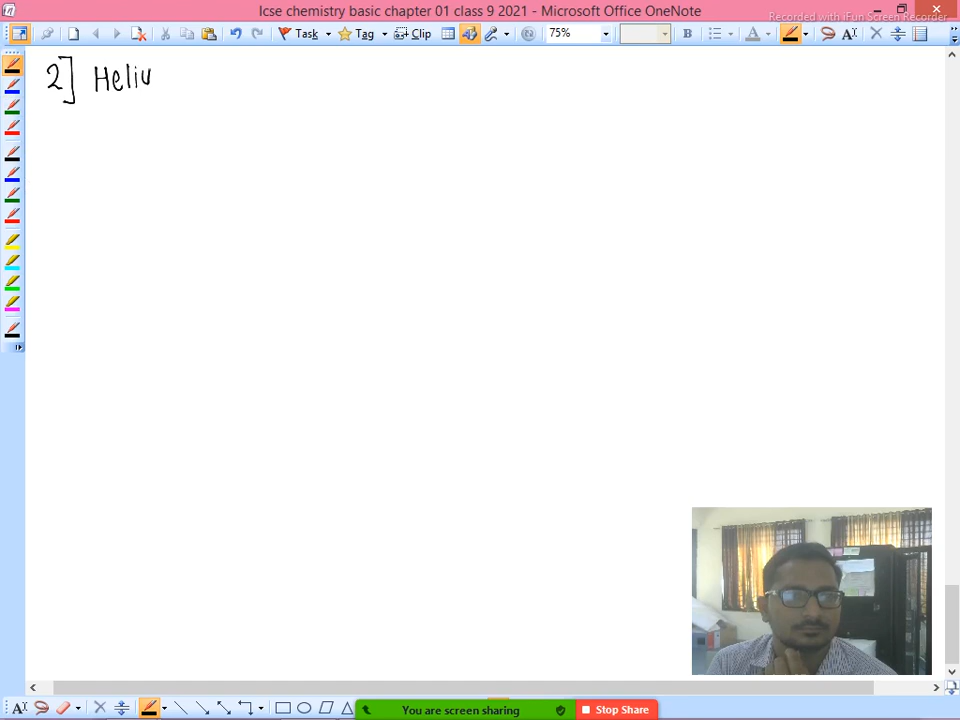 Icse chemistry basic chapter 01 class 9 2021 - Microsoft Office OneNote
Recorded with iFun Screen Recorder
Task Tag Clip 75% B A A
2] Heliu
A You are screen sharing Stop Share